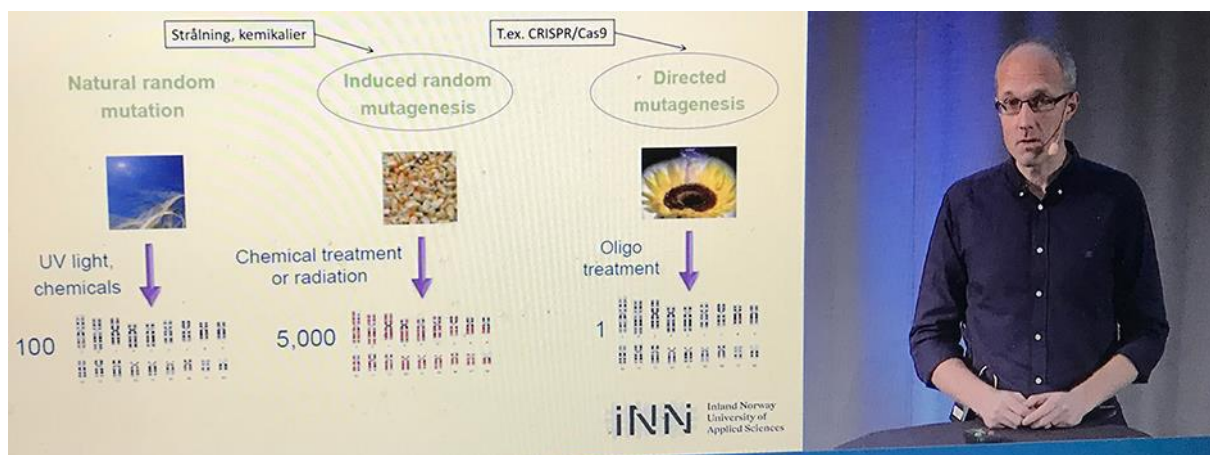 Strålning, kemikalier
T.ex. CRISPR/Cas9
Natural random
mutation
Induced random
mutagenesis
Directed
mutagenesis
UV light,
chemicals
Chemical treatment
or radiation
Oligo
treatment
100
5,000
1
iNN
Inland Norway
University of
Applied Sciences